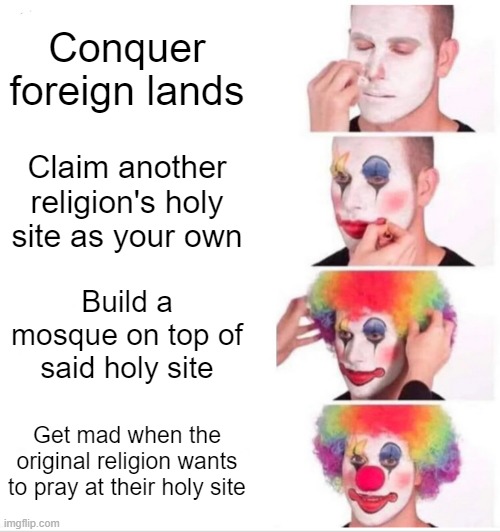 Conquer
foreign lands
Claim another
religion's holy
site as your own
Build a
mosque on top of
said holy site
Get mad when the
original religion wants
to pray at their holy site
imgflip.com